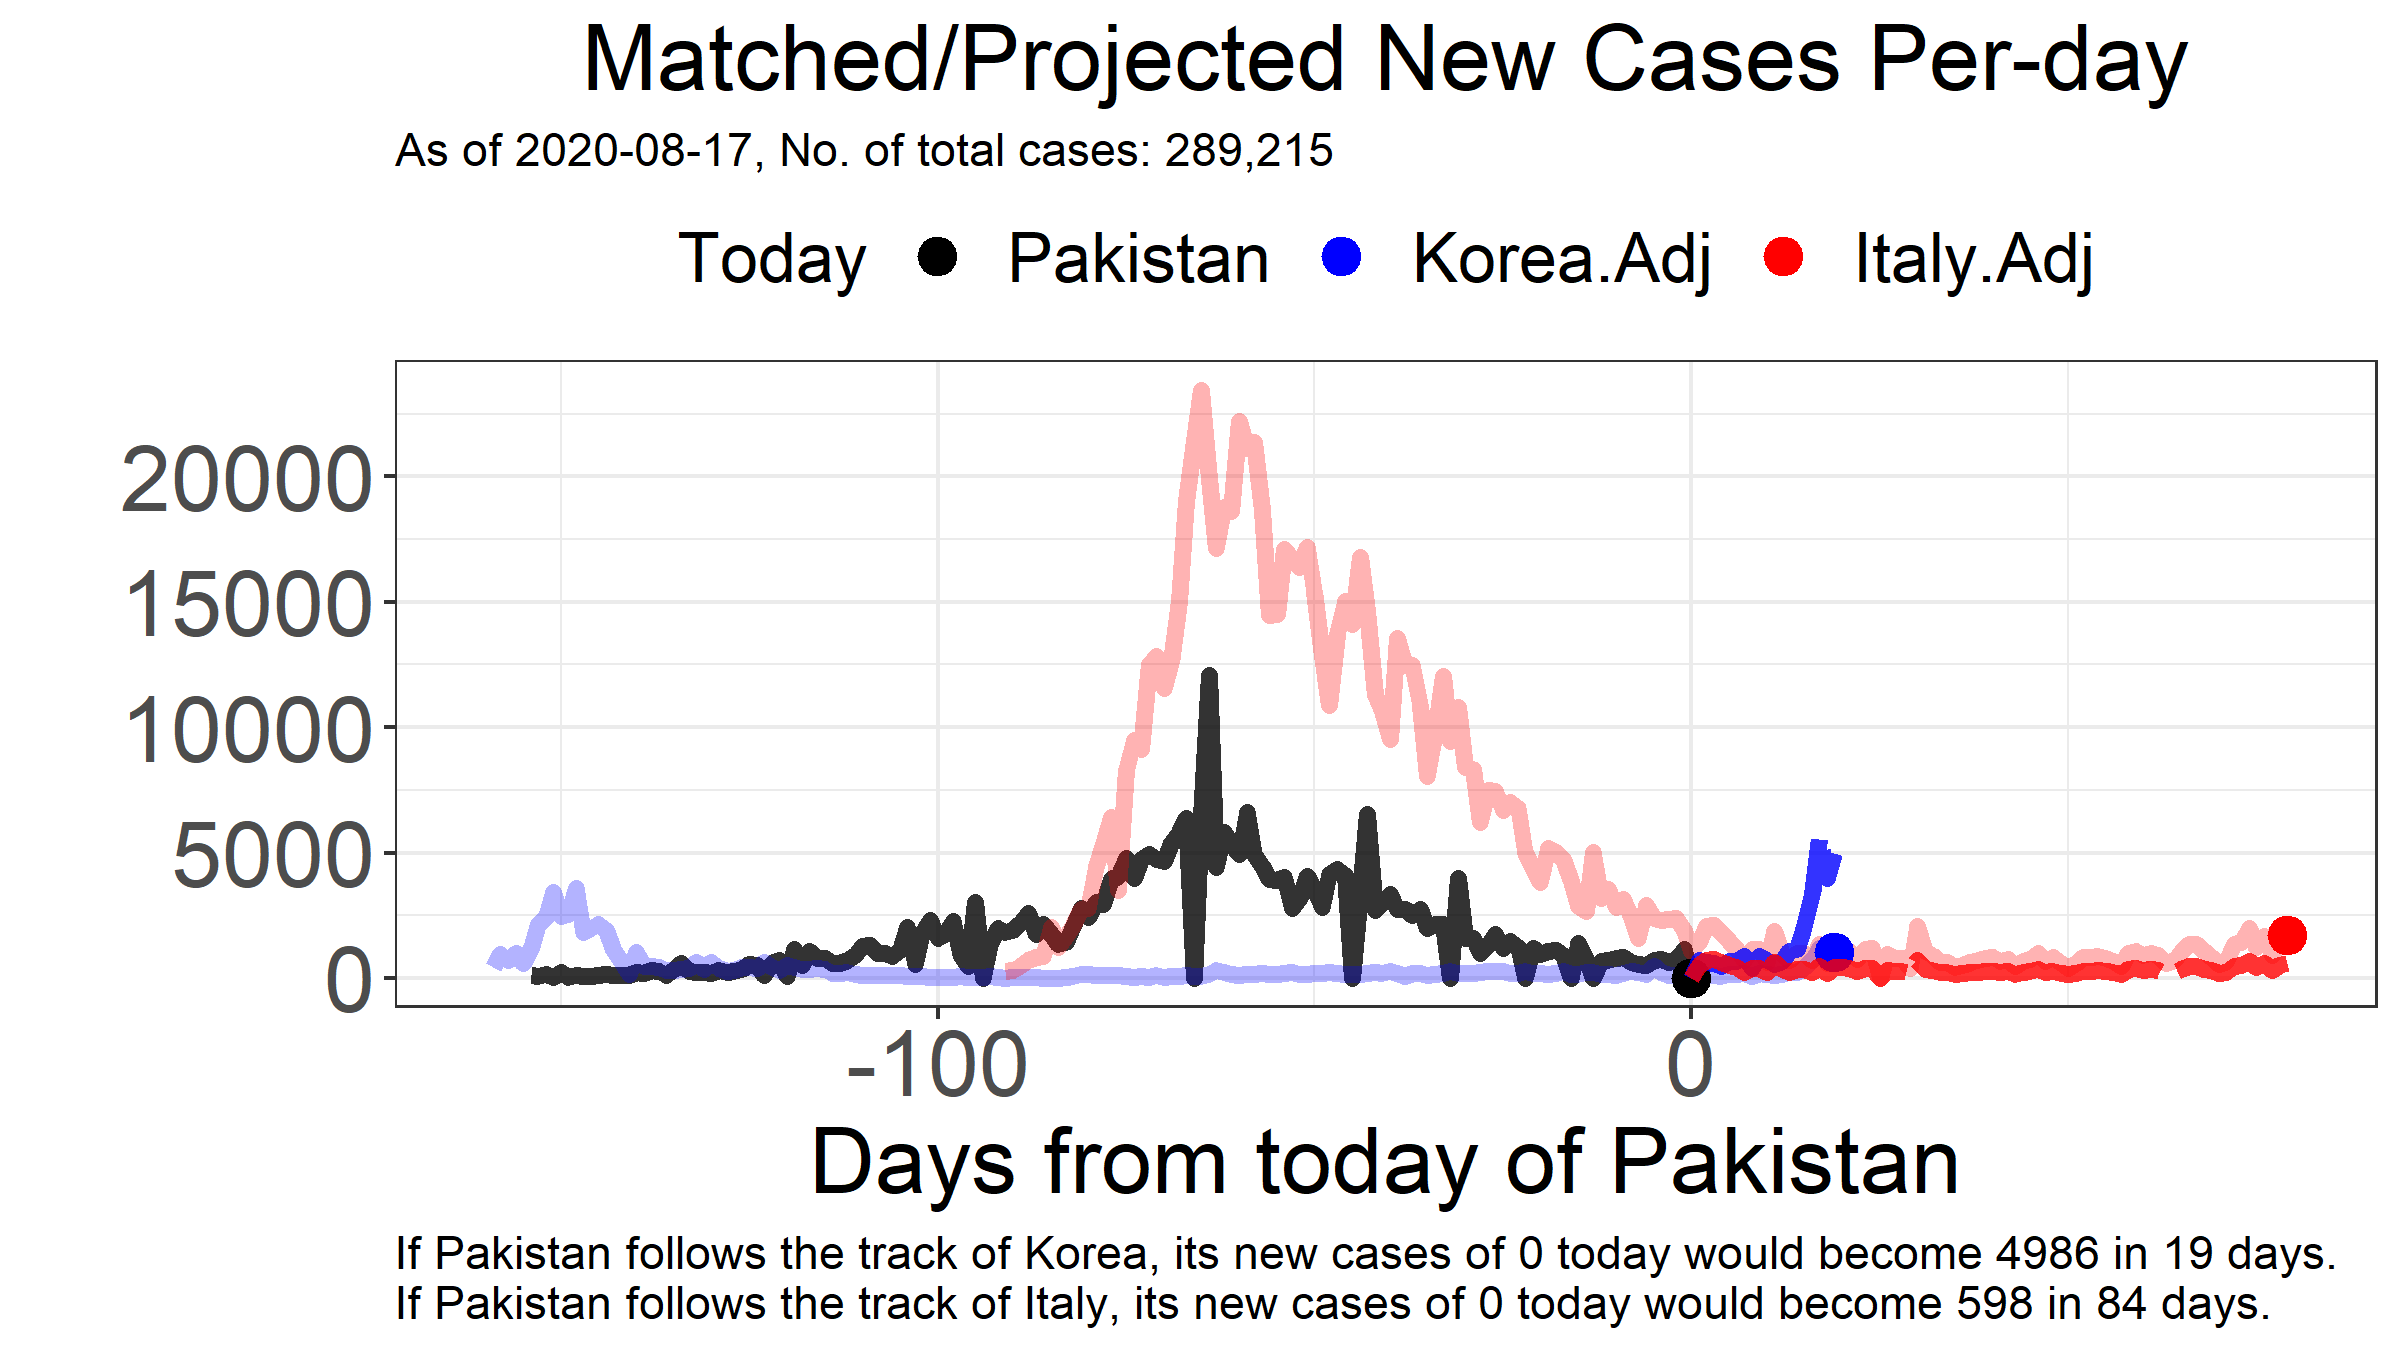 Matched/Projected New Cases Per-day
As of 2020-08-17, No. of total cases: 289,215
Today Pakistan Korea.Adj Italy.Adj
20000
15000
10000
5000
0
-100 0
Days from today of Pakistan
If Pakistan follows the track of Korea, its new cases of 0 today would become 4986 in 19 days.
If Pakistan follows the track of Italy, its new cases of 0 today would become 598 in 84 days.